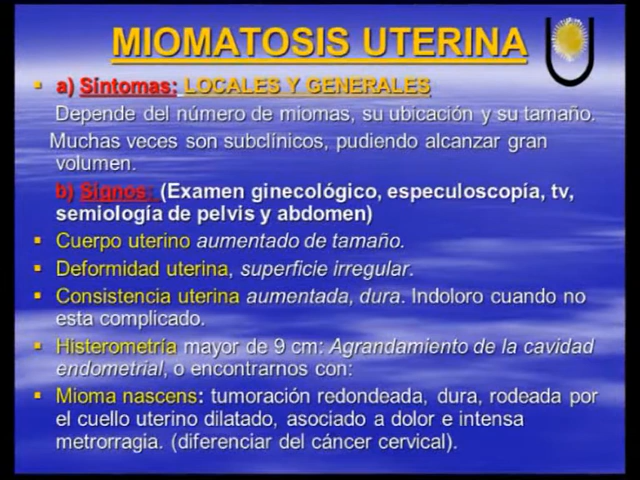 MIOMATOSIS UTERINA
a) Síntomas: LOCALES Y GENERALES
Depende del número de miomas, su ubicación y su tamaño.
Muchas veces son subclínicos, pudiendo alcanzar gran
volumen.
b) Signos: (Examen ginecológico, especuloscopía, tv,
semiología de pelvis y abdomen)
Cuerpo uterino aumentado de tamaño.
Deformidad uterina, superficie irregular.
Consistencia uterina aumentada, dura. Indoloro cuando no
esta complicado.
Histerometría mayor de 9 cm: Agrandamiento de la cavidad
endometrial, o encontrarnos con:
Mioma nascens: tumoración redondeada, dura, rodeada por
el cuello uterino dilatado, asociado a dolor e intensa
metrorragia. (diferenciar del cáncer cervical).